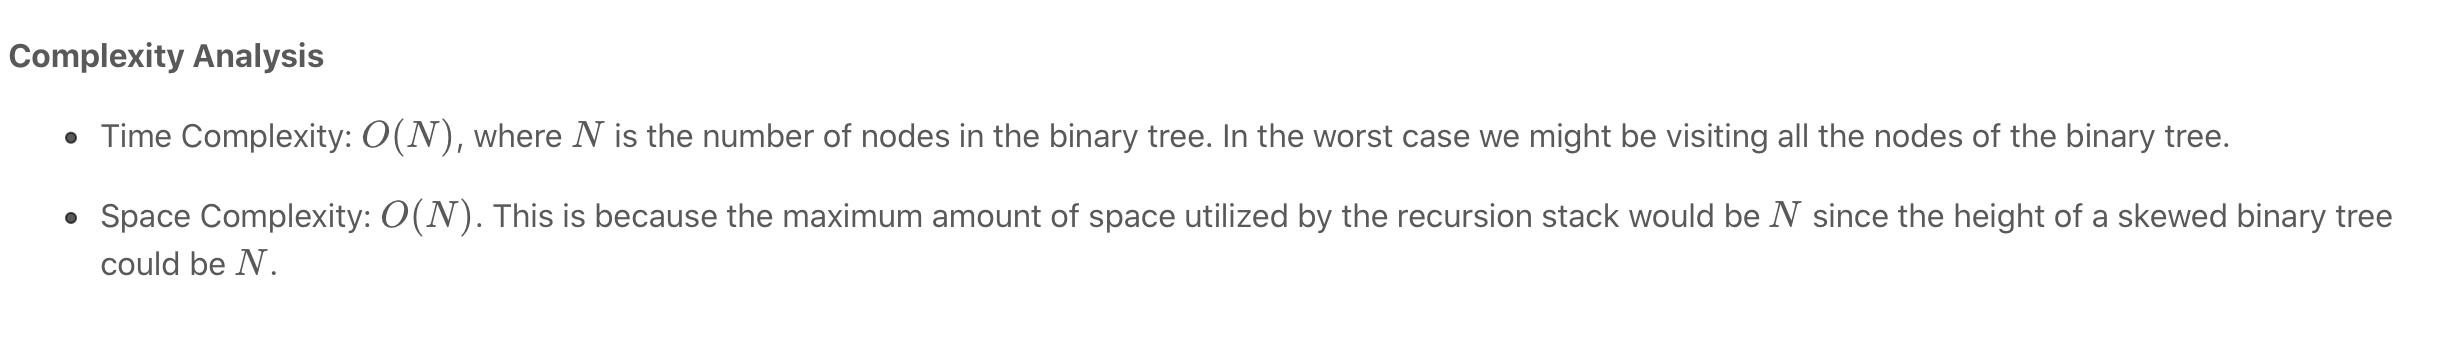 Complexity Analysis
• Time Complexity: O(N), where N is the number of nodes in the binary tree. In the worst case we might be visiting all the nodes of the binary tree.
• Space Complexity: O(N). This is because the maximum amount of space utilized by the recursion stack would be N since the height of a skewed binary tree
could be N.